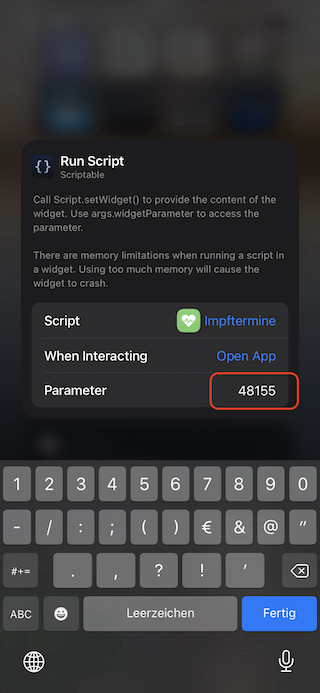 {}
Run Script
Scriptable
Call Script.setWidget() to provide the content of the
widget. Use args.widgetParameter to access the
parameter.
There are memory limitations when running a script in
a widget. Using too much memory will cause the
widget to crash.
Script Impftermine
When Interacting Open App
Parameter 48155
1 2 3 4 5 6 7 8 9 0
- / : ; ( ) € & @ "
#+= . , ? ! ’
ABC Leerzeichen Fertig